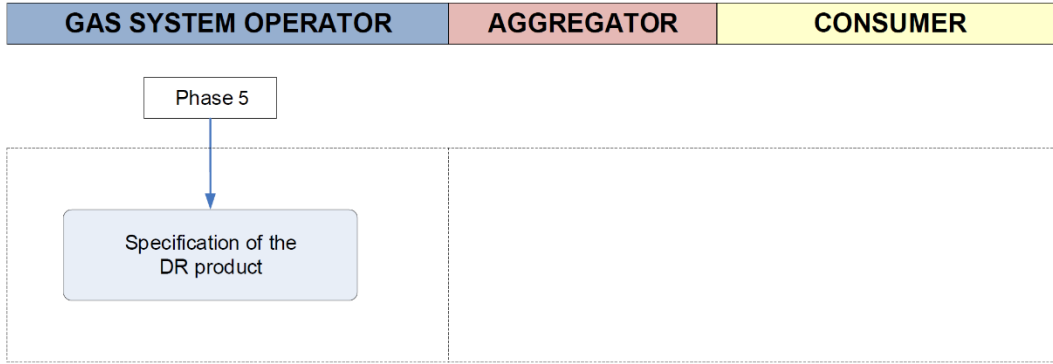 GAS SYSTEM OPERATOR
AGGREGATOR
CONSUMER
Phase 5
Specification of the
DR product